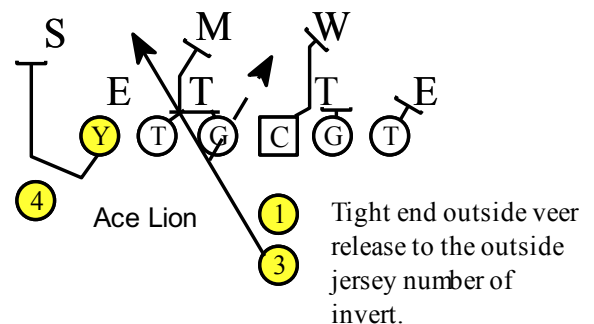 S M W
E T T E
Y T G C G T
4
Ace Lion
1
3
Tight end outside veer
release to the outside
jersey number of
invert.